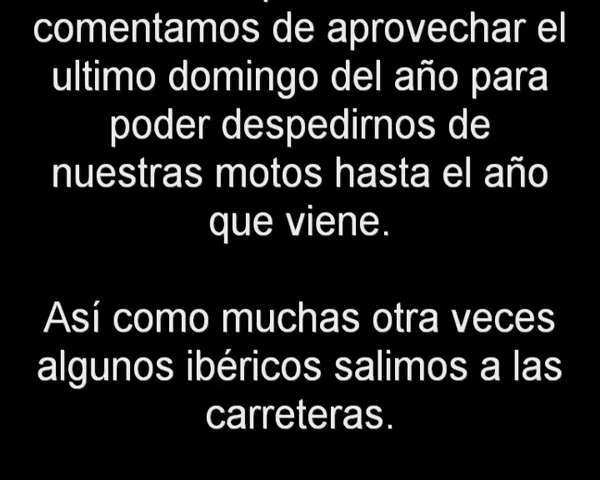 comentamos de aprovechar el
ultimo domingo del año para
poder despedirnos de
nuestras motos hasta el año
que viene.
Así como muchas otra veces
algunos ibéricos salimos a las
carreteras.